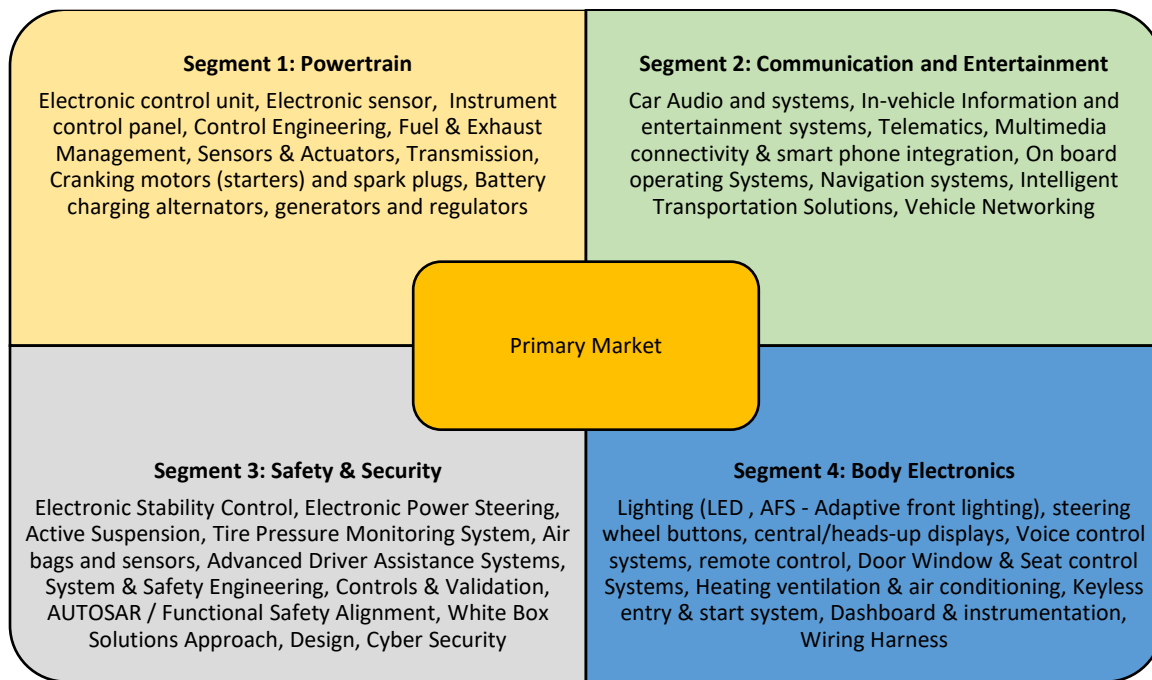 Segment 1: Powertrain
Electronic control unit, Electronic sensor,  Instrument
control panel, Control Engineering, Fuel & Exhaust
Management, Sensors & Actuators, Transmission,
Cranking motors (starters) and spark plugs, Battery
charging alternators, generators and regulators
Segment 2: Communication and Entertainment
Car Audio and systems, In-vehicle Information and
entertainment systems, Telematics, Multimedia
connectivity & smart phone integration, On board
operating Systems, Navigation systems, Intelligent
Transportation Solutions, Vehicle Networking
Primary Market
Segment 3: Safety & Security
Electronic Stability Control, Electronic Power Steering,
Active Suspension, Tire Pressure Monitoring System, Air
bags and sensors, Advanced Driver Assistance Systems,
System & Safety Engineering, Controls & Validation,
AUTOSAR / Functional Safety Alignment, White Box
Solutions Approach, Design, Cyber Security
Segment 4: Body Electronics
Lighting (LED , AFS - Adaptive front lighting), steering
wheel buttons, central/heads-up displays, Voice control
systems, remote control, Door Window & Seat control
Systems, Heating ventilation & air conditioning, Keyless
entry & start system, Dashboard & instrumentation,
Wiring Harness